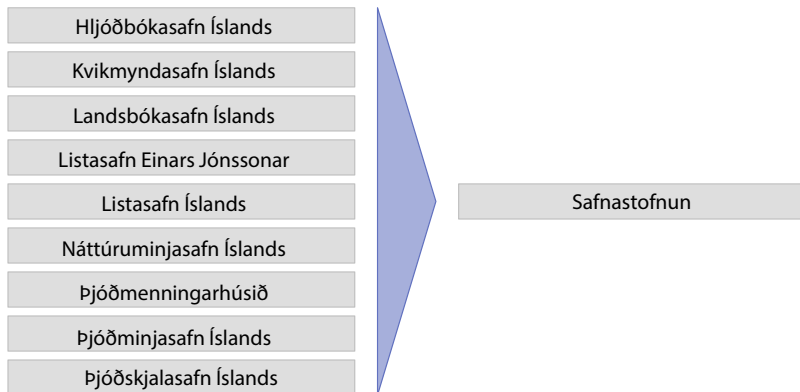 Hljóðbókasafn Íslands
Kvikmyndasafn Íslands
Landsbókasafn Íslands
Listasafn Einars Jónssonar
Listasafn Íslands
Náttúruminjasafn Íslands
Þjóðmenningarhúsið
Þjóðminjasafn Íslands
Þjóðskjalasafn Íslands
Safnastofnun